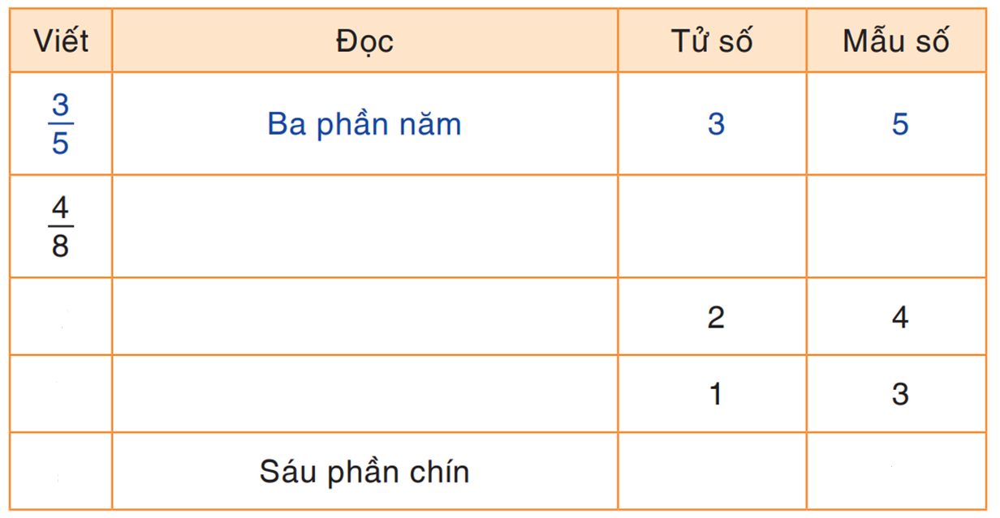 Viết Đọc Tử số Mẫu số
3/5 Ba phần năm 3 5
4/8
2 4
1 3
Sáu phần chín